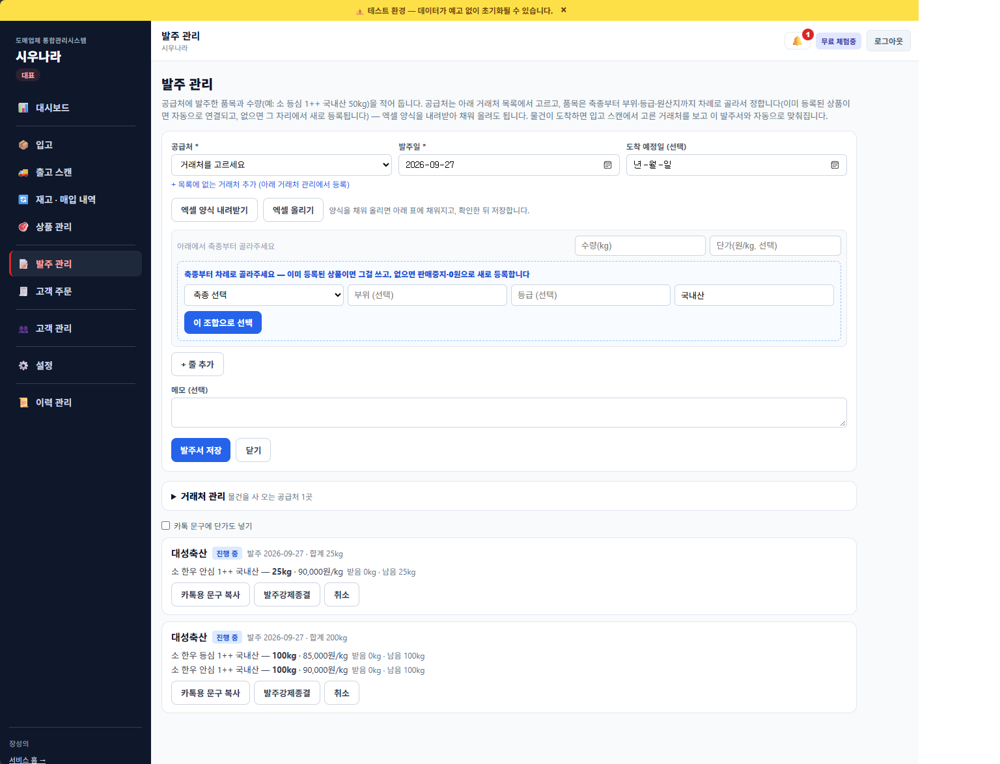 ⚠️ 테스트 환경 — 데이터가 예고 없이 초기화될 수 있습니다. ✕
도매업체 통합관리시스템
시우나라
대표
대시보드
입고
출고 스캔
재고 · 매입 내역
상품 관리
발주 관리
고객 주문
고객 관리
설정
이력 관리
장성의
서비스 홈 →
발주 관리
시우나라
1
무료 체험중
로그아웃
발주 관리
공급처에 발주한 품목과 수량(예: 소 등심 1++ 국내산 50kg)을 적어 둡니다. 공급처는 아래 거래처 목록에서 고르고, 품목은 축종부터 부위·등급·원산지까지 차례로 골라서 정합니다(이미 등록된 상품이
면 자동으로 연결되고, 없으면 그 자리에서 새로 등록됩니다) — 엑셀 양식을 내려받아 채워 올려도 됩니다. 물건이 도착하면 입고 스캔에서 고른 거래처를 보고 이 발주서와 자동으로 맞춰집니다.
공급처 * 발주일 * 도착 예정일 (선택)
거래처를 고르세요 2026-09-27 년-월-일
+ 목록에 없는 거래처 추가 (아래 거래처 관리에서 등록)
엑셀 양식 내려받기 엑셀 올리기 양식을 채워 올리면 아래 표에 채워지고, 확인한 뒤 저장합니다.
아래에서 축종부터 골라주세요 수량(kg) 단가(원/kg, 선택)
축종부터 차례로 골라주세요 — 이미 등록된 상품이면 그걸 쓰고, 없으면 판매중지·0원으로 새로 등록합니다
축종 선택 부위 (선택) 등급 (선택) 국내산
이 조합으로 선택
+ 줄 추가
메모 (선택)
발주서 저장 닫기
▶ 거래처 관리 물건을 사 오는 공급처 1곳
카톡 문구에 단가도 넣기
대성축산 진행 중 발주 2026-09-27 · 합계 25kg
소 한우 안심 1++ 국내산 — 25kg · 90,000원/kg 받음 0kg · 남음 25kg
카톡용 문구 복사 발주강제종결 취소
대성축산 진행 중 발주 2026-09-27 · 합계 200kg
소 한우 등심 1++ 국내산 — 100kg · 85,000원/kg 받음 0kg · 남음 100kg
소 한우 안심 1++ 국내산 — 100kg · 90,000원/kg 받음 0kg · 남음 100kg
카톡용 문구 복사 발주강제종결 취소